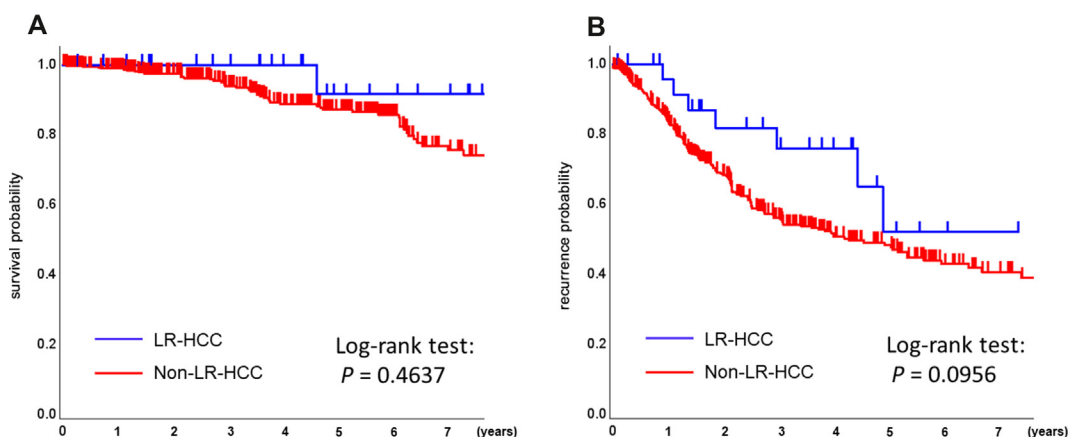 A
survival probability
1.0
0.8
0.6
0.4
0.2
0.0
LR-HCC
Non-LR-HCC
Log-rank test:
P = 0.4637
0 1 2 3 4 5 6 7 (years)
B
recurrence probability
1.0
0.8
0.6
0.4
0.2
0.0
LR-HCC
Non-LR-HCC
Log-rank test:
P = 0.0956
0 1 2 3 4 5 6 7 (years)